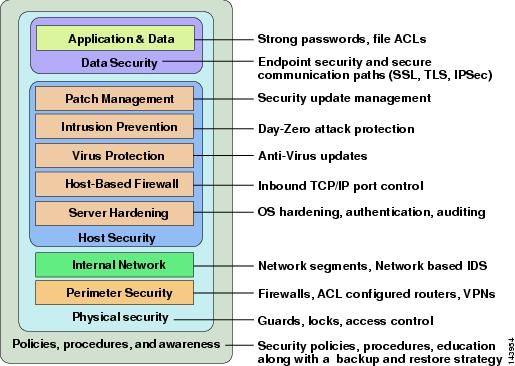 Application & Data
Strong passwords, file ACLs
Data Security
Endpoint security and secure
communication paths (SSL, TLS, IPSec)
Patch Management
Security update management
Intrusion Prevention
Day-Zero attack protection
Virus Protection
Anti-Virus updates
Host-Based Firewall
Inbound TCP/IP port control
Server Hardening
OS hardening, authentication, auditing
Host Security
Internal Network
Network segments, Network based IDS
Perimeter Security
Firewalls, ACL configured routers, VPNs
Physical security
Guards, locks, access control
Policies, procedures, and awareness
Security policies, procedures, education
along with a backup and restore strategy
143954